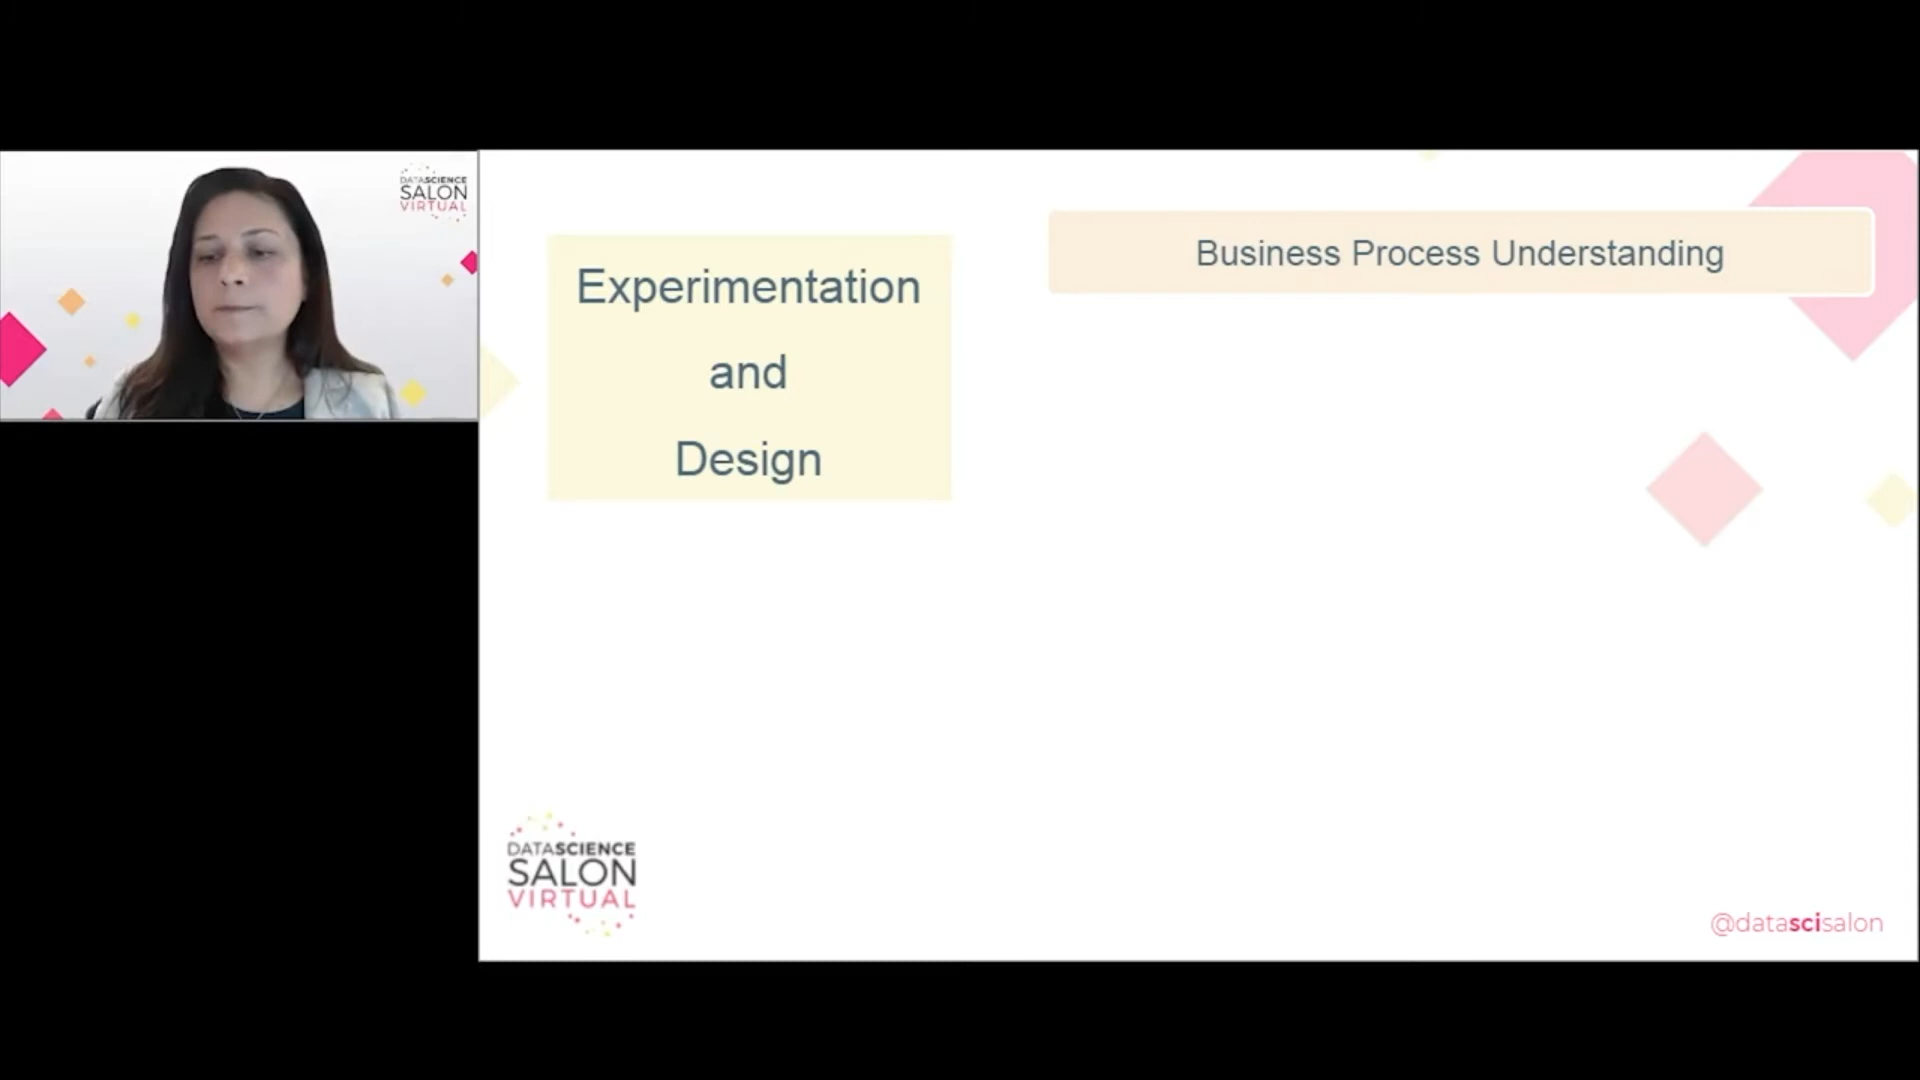 DATASCIENCE
SALON
VIRTUAL
Experimentation
and
Design
Business Process Understanding
DATASCIENCE
SALON
VIRTUAL
@datascisalon